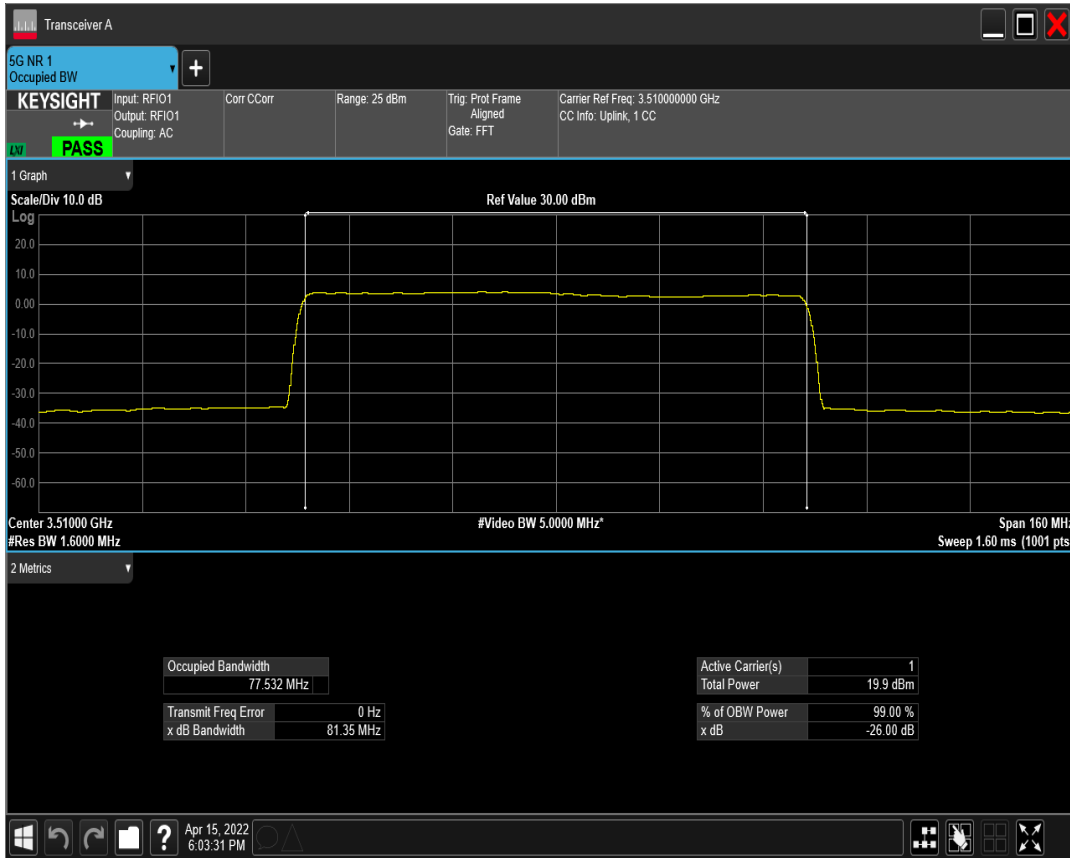 Transceiver A
5G NR 1
Occupied BW
KEYSIGHT
LXI
PASS
Input: RFIO1
Output: RFIO1
Coupling: AC
Corr CCorr
Range: 25 dBm
Trig: Prot Frame
Aligned
Gate: FFT
Carrier Ref Freq: 3.510000000 GHz
CC Info: Uplink, 1 CC
1 Graph
Scale/Div 10.0 dB
Ref Value 30.00 dBm
Log
20.0
10.0
0.00
-10.0
-20.0
-30.0
-40.0
-50.0
-60.0
Center 3.51000 GHz
#Video BW 5.0000 MHz*
Span 160 MHz
#Res BW 1.6000 MHz
Sweep 1.60 ms (1001 pts
2 Metrics
Occupied Bandwidth
77.532 MHz
Transmit Freq Error 0 Hz
x dB Bandwidth 81.35 MHz
Active Carrier(s) 1
Total Power 19.9 dBm
% of OBW Power 99.00 %
x dB -26.00 dB
?
Apr 15, 2022
6:03:31 PM